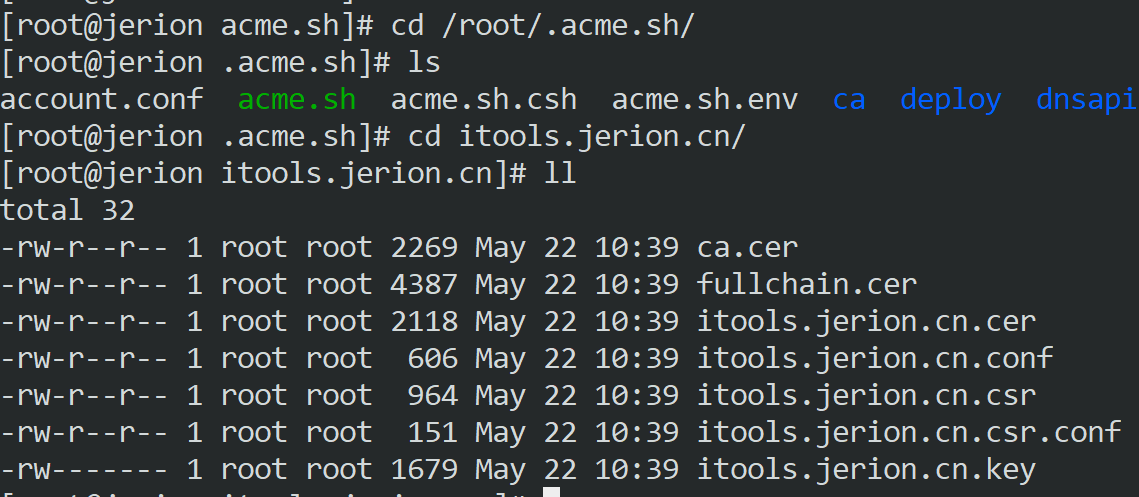 [root@jerion acme.sh]# cd /root/.acme.sh/
[root@jerion .acme.sh]# ls
account.conf acme.sh acme.sh.csh acme.sh.env ca deploy dnsapi
[root@jerion .acme.sh]# cd itools.jerion.cn/
[root@jerion itools.jerion.cn]# ll
total 32
-rw-r--r-- 1 root root 2269 May 22 10:39 ca.cer
-rw-r--r-- 1 root root 4387 May 22 10:39 fullchain.cer
-rw-r--r-- 1 root root 2118 May 22 10:39 itools.jerion.cn.cer
-rw-r--r-- 1 root root 606 May 22 10:39 itools.jerion.cn.conf
-rw-r--r-- 1 root root 964 May 22 10:39 itools.jerion.cn.csr
-rw-r--r-- 1 root root 151 May 22 10:39 itools.jerion.cn.csr.conf
-rw------- 1 root root 1679 May 22 10:39 itools.jerion.cn.key